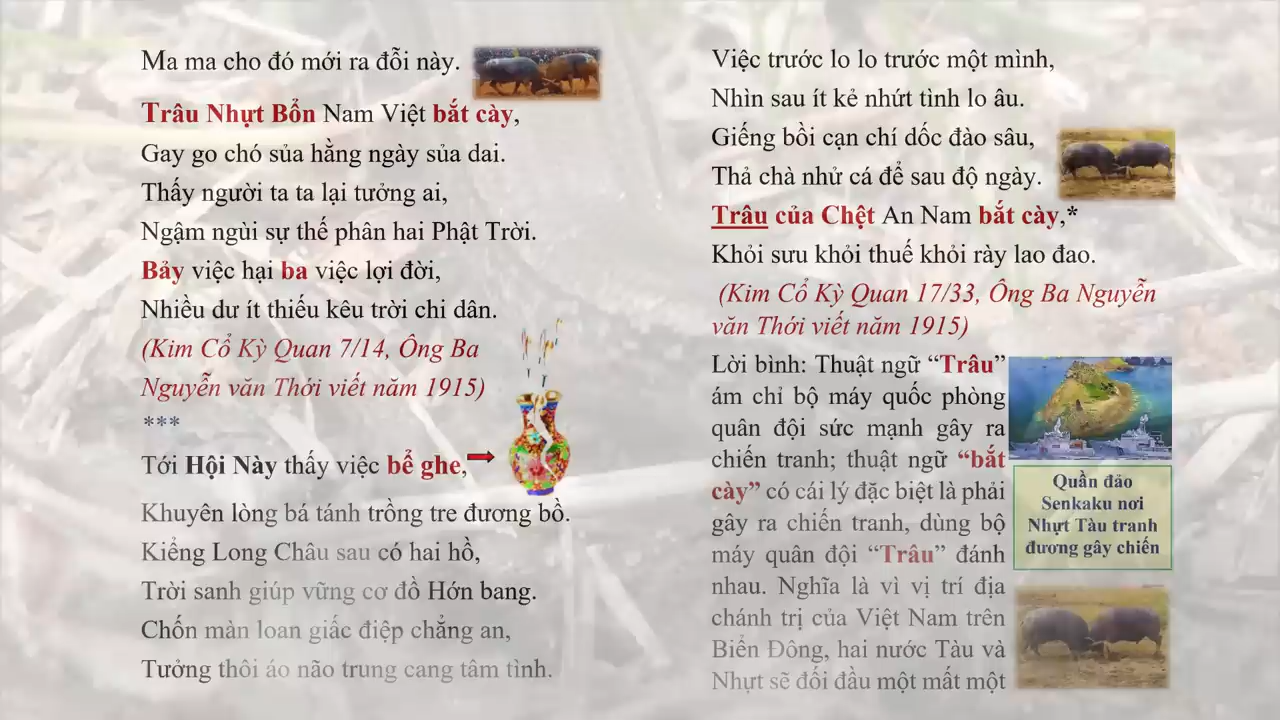 Ma ma cho đó mới ra đỗi này.
Trâu Nhựt Bổn Nam Việt bắt cày,
Gay go chó sủa hằng ngày sủa dai.
Thấy người ta ta lại tưởng ai,
Ngậm ngùi sự thế phân hai Phật Trời.
Bảy việc hại ba việc lợi đời,
Nhiều dư ít thiếu kêu trời chi dân.
(Kim Cổ Kỳ Quan 7/14, Ông Ba
Nguyễn văn Thới viết năm 1915)
***
Tới Hội Này thấy việc bể ghe,
Khuyên lòng bá tánh trồng tre đương bồ.
Kiểng Long Châu sau có hai hồ,
Trời sanh giúp vững cơ đồ Hớn bang.
Chốn màn loan giấc điệp chẳng an,
Tưởng thôi áo não trung cang tâm tình.
Việc trước lo lo trước một mình,
Nhìn sau ít kẻ nhứt tình lo âu.
Giếng bồi cạn chí dốc đào sâu,
Thả chà nhử cá để sau độ ngày.
Trâu của Chệt An Nam bắt cày,*
Khỏi sưu khỏi thuế khỏi rày lao đao.
(Kim Cổ Kỳ Quan 17/33, Ông Ba Nguyễn
văn Thới viết năm 1915)
Lời bình: Thuật ngữ “Trâu”
ám chỉ bộ máy quốc phòng
quân đội sức mạnh gây ra
chiến tranh; thuật ngữ “bắt
cày” có cái lý đặc biệt là phải
gây ra chiến tranh, dùng bộ
máy quân đội “Trâu” đánh
nhau. Nghĩa là vì vị trí địa
chánh trị của Việt Nam trên
Biển Đông, hai nước Tàu và
Nhựt sẽ đối đầu một mất một
Quần đảo
Senkaku nơi
Nhựt Tàu tranh
đương gây chiến